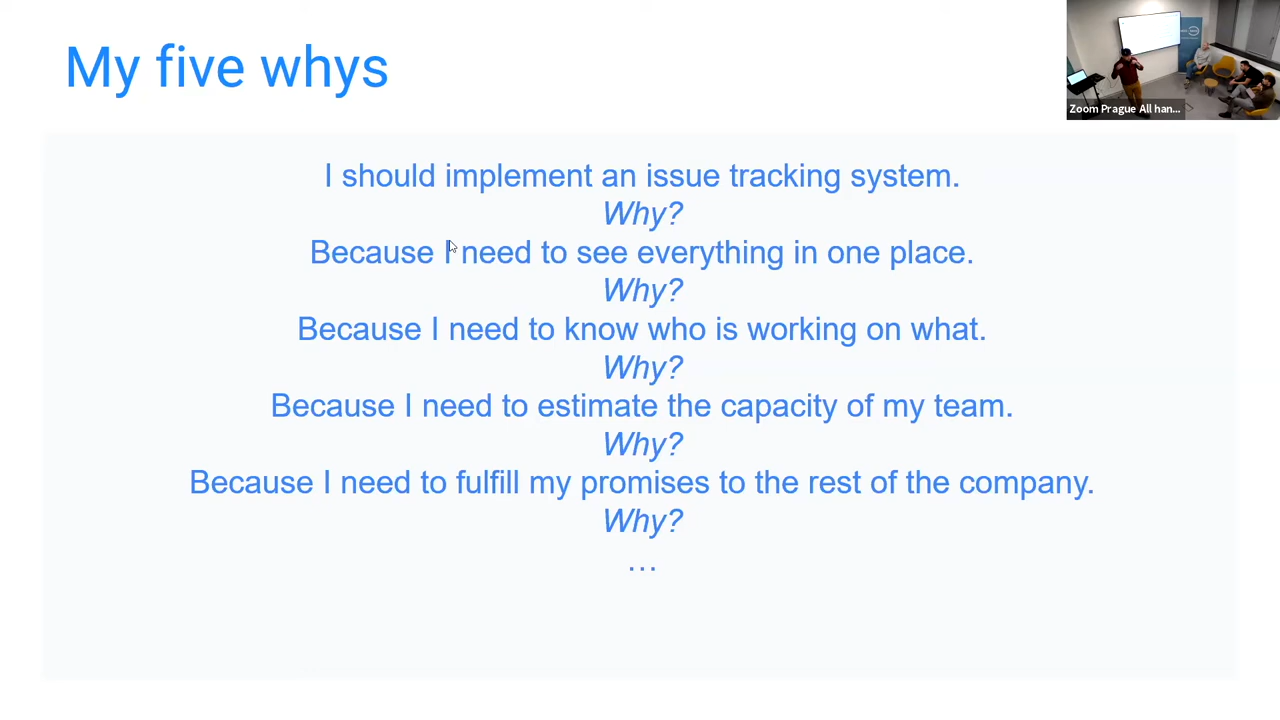 My five whys
Zoom Prague All han...
I should implement an issue tracking system.
Why?
Because I need to see everything in one place.
Why?
Because I need to know who is working on what.
Why?
Because I need to estimate the capacity of my team.
Why?
Because I need to fulfill my promises to the rest of the company.
Why?
...